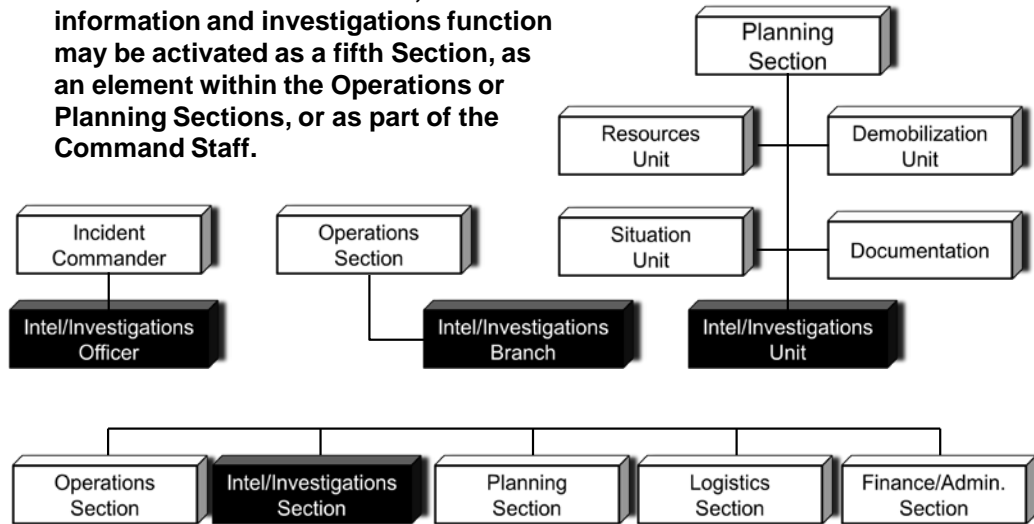 information and investigations function
may be activated as a fifth Section, as
an element within the Operations or
Planning Sections, or as part of the
Command Staff.
Planning
Section
Resources
Unit
Demobilization
Unit
Situation
Unit
Documentation
Incident
Commander
Operations
Section
Intel/Investigations
Officer
Intel/Investigations
Branch
Intel/Investigations
Unit
Operations
Section
Intel/Investigations
Section
Planning
Section
Logistics
Section
Finance/Admin.
Section